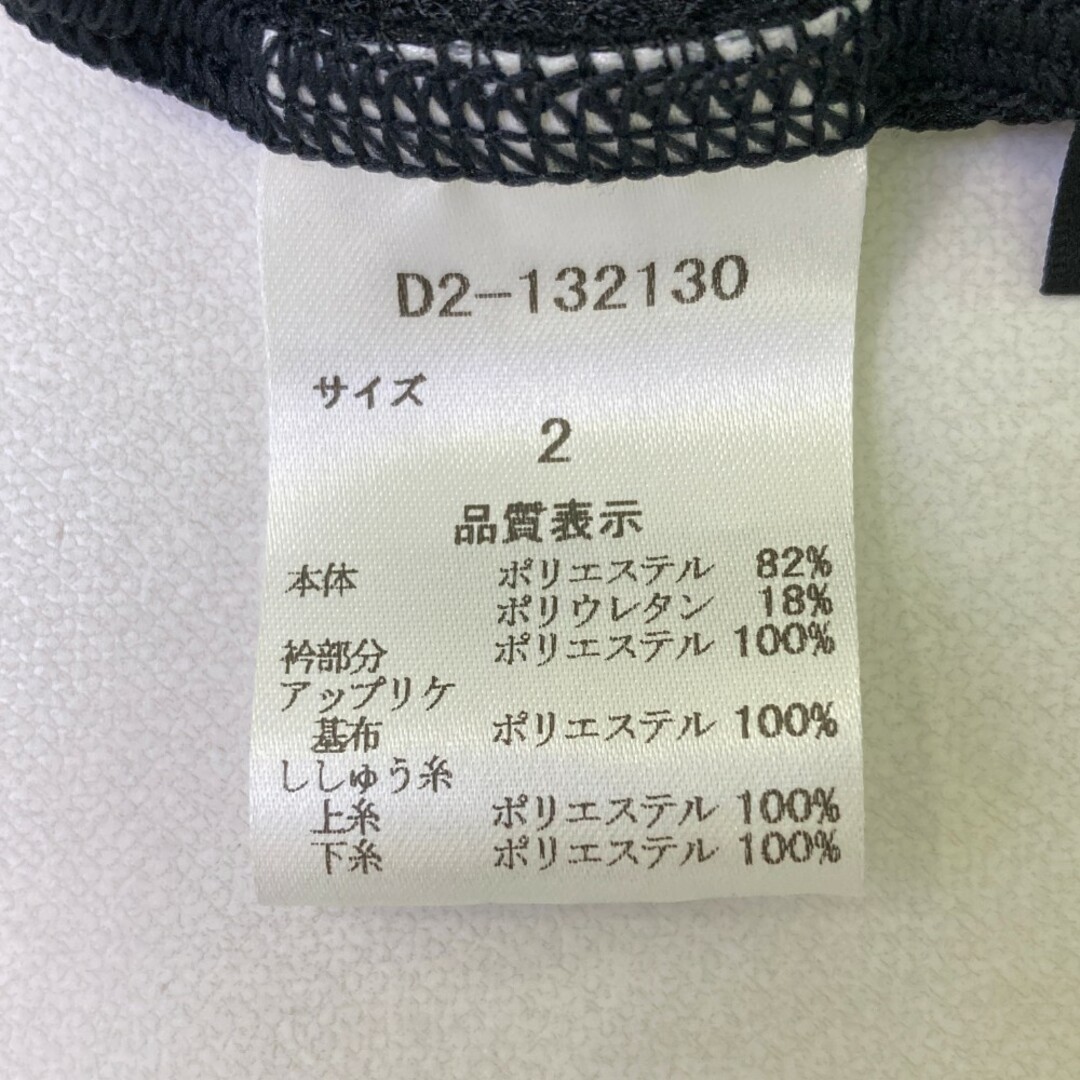 D2-132130
サイズ
2
品質表示
本体 ポリエステル 82%
ポリウレタン 18%
衿部分 ポリエステル 100%
アップリケ
基布 ポリエステル 100%
ししゅう糸
上糸 ポリエステル 100%
下糸 ポリエステル 100%